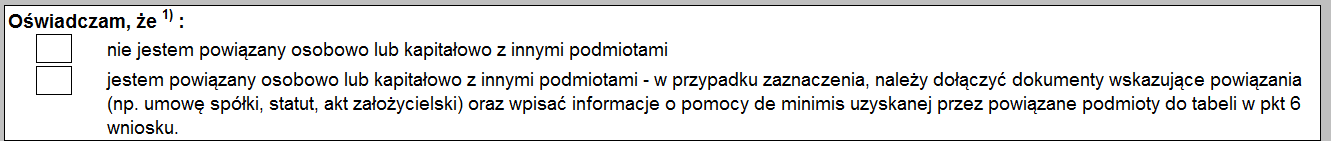 Oświadczam, że 1) :
nie jestem powiązany osobowo lub kapitałowo z innymi podmiotami
jestem powiązany osobowo lub kapitałowo z innymi podmiotami - w przypadku zaznaczenia, należy dołączyć dokumenty wskazujące powiązania
(np. umowę spółki, statut, akt założycielski) oraz wpisać informacje o pomocy de minimis uzyskanej przez powiązane podmioty do tabeli w pkt 6
wniosku.